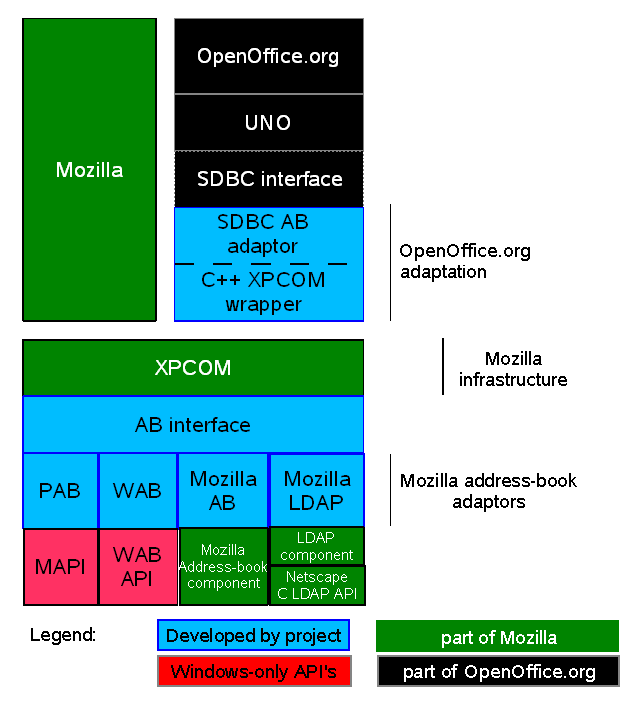 Mozilla
OpenOffice.org
UNO
SDBC interface
SDBC AB
adaptor
C++ XPCOM
wrapper
OpenOffice.org
adaptation
XPCOM
Mozilla
infrastructure
AB interface
PAB
WAB
Mozilla
AB
Mozilla
LDAP
Mozilla address-book
adaptors
MAPI
WAB
API
Mozilla
Address-book
component
LDAP
component
Netscape
C LDAP API
Legend:
Developed by project
part of Mozilla
Windows-only API's
part of OpenOffice.org